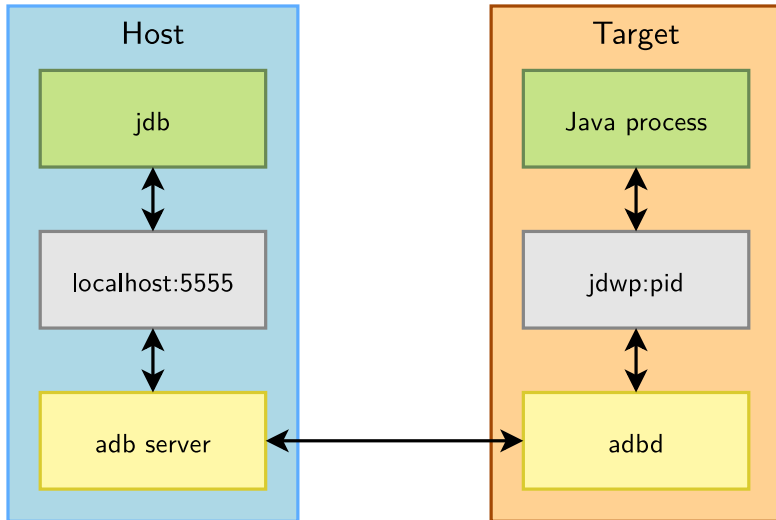 Host
jdb
localhost:5555
adb server
Target
Java process
jdwp:pid
adbd